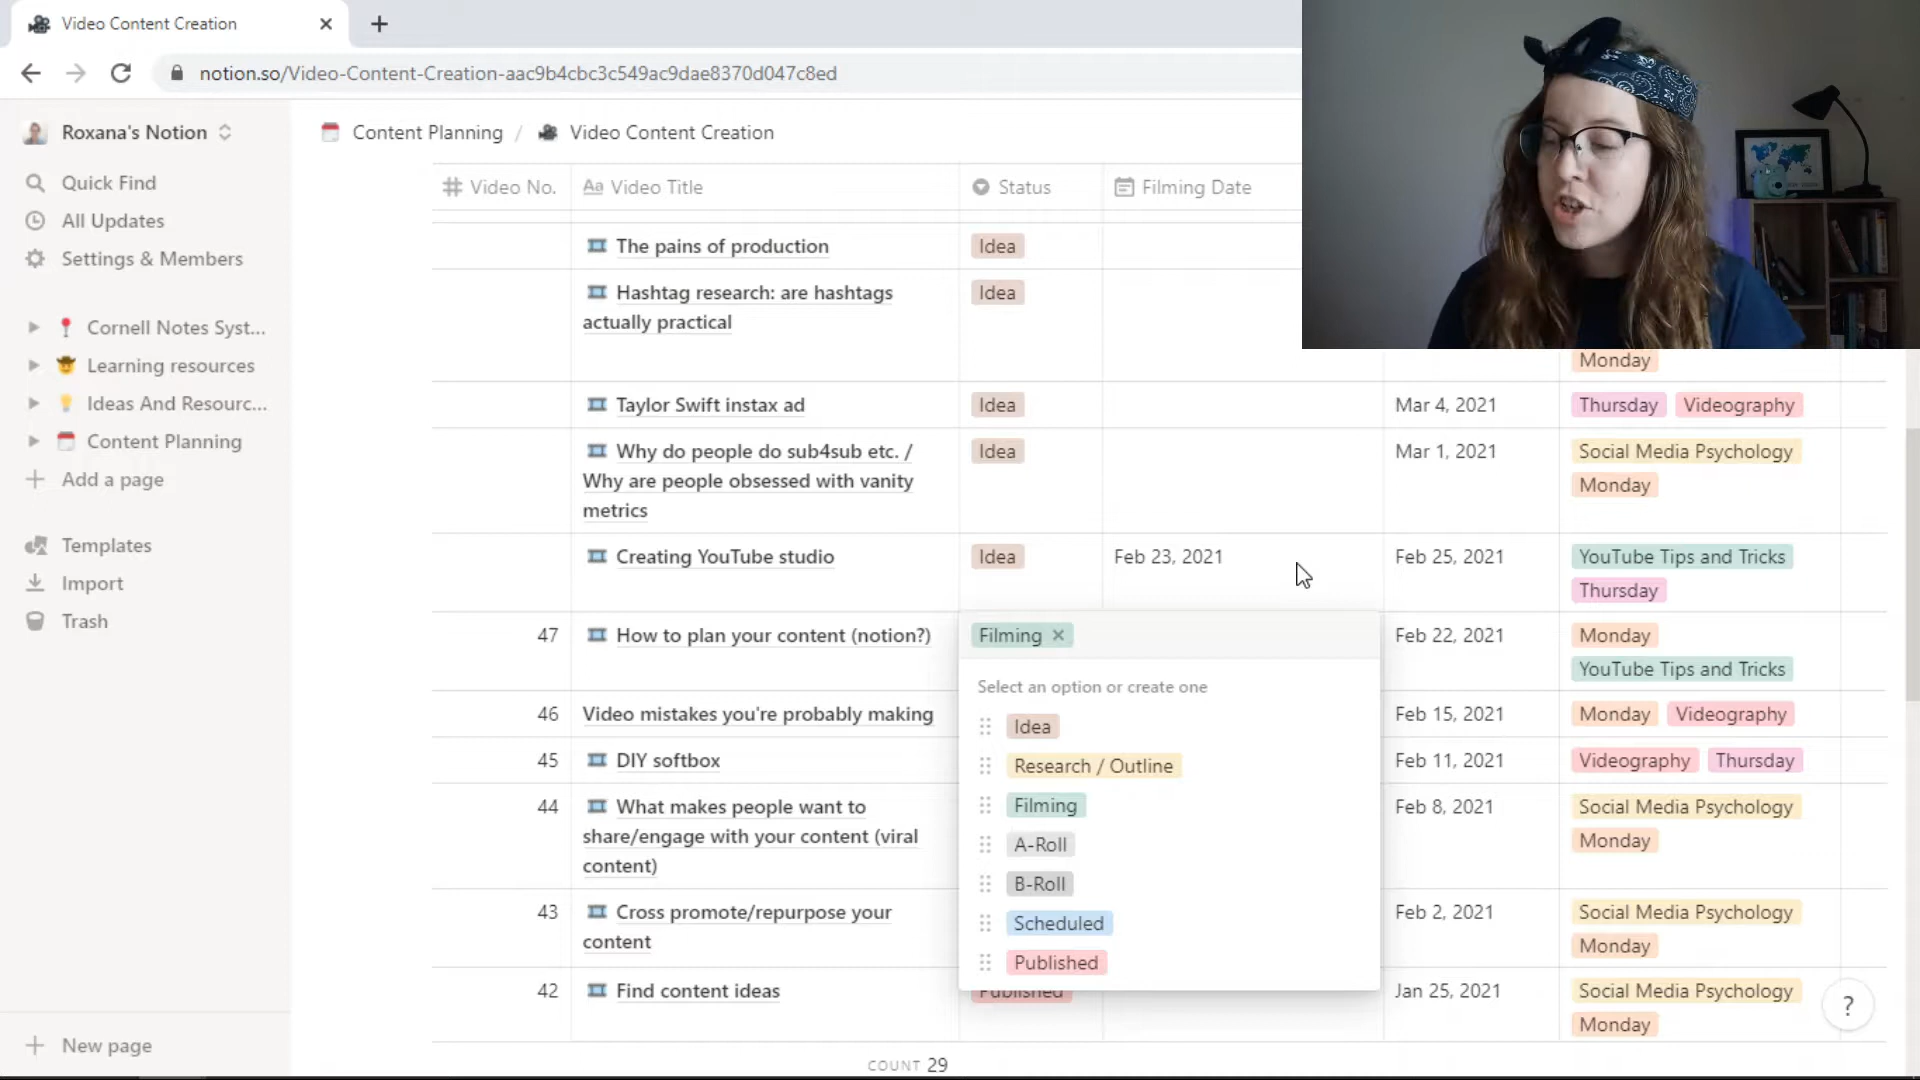 Video Content Creation
notion.so/Video-Content-Creation-aac9b4cbc3c549ac9dae8370d047c8ed
Roxana's Notion
Quick Find
All Updates
Settings & Members
Cornell Notes Syst...
Learning resources
Ideas And Resourc...
Content Planning
Add a page
Templates
Import
Trash
New page
Content Planning / Video Content Creation
Video No. Aa Video Title Status Filming Date
The pains of production Idea
Hashtag research: are hashtags Idea
actually practical
Monday
Taylor Swift instax ad Idea Mar 4, 2021 Thursday Videography
Why do people do sub4sub etc. / Idea Mar 1, 2021 Social Media Psychology
Why are people obsessed with vanity Monday
metrics
Creating YouTube studio Idea Feb 23, 2021 Feb 25, 2021 YouTube Tips and Tricks
Thursday
47 How to plan your content (notion?) Filming Feb 22, 2021 Monday
YouTube Tips and Tricks
Select an option or create one
Idea
Research / Outline
Filming
A-Roll
B-Roll
Scheduled
Published
46 Video mistakes you're probably making Feb 15, 2021 Monday Videography
45 DIY softbox Feb 11, 2021 Videography Thursday
44 What makes people want to Feb 8, 2021 Social Media Psychology
share/engage with your content (viral Monday
content)
43 Cross promote/repurpose your Feb 2, 2021 Social Media Psychology
content Monday
42 Find content ideas Published Jan 25, 2021 Social Media Psychology
Monday
COUNT 29
?